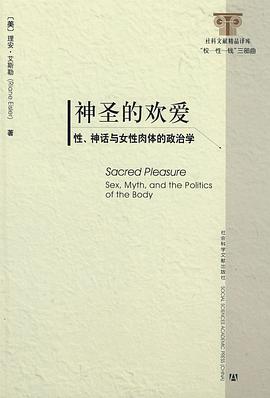 社科文献精品译库
“权—性—钱”三部曲
[美] 理安·艾斯勒 (Riane Eisler) 著
神圣的欢爱
性、神话与女性肉体的政治学
Sacred Pleasure
Sex, Myth, and the Politics
of the Body
社会科学文献出版社
SOCIAL SCIENCES ACADEMIC PRESS (CHINA)